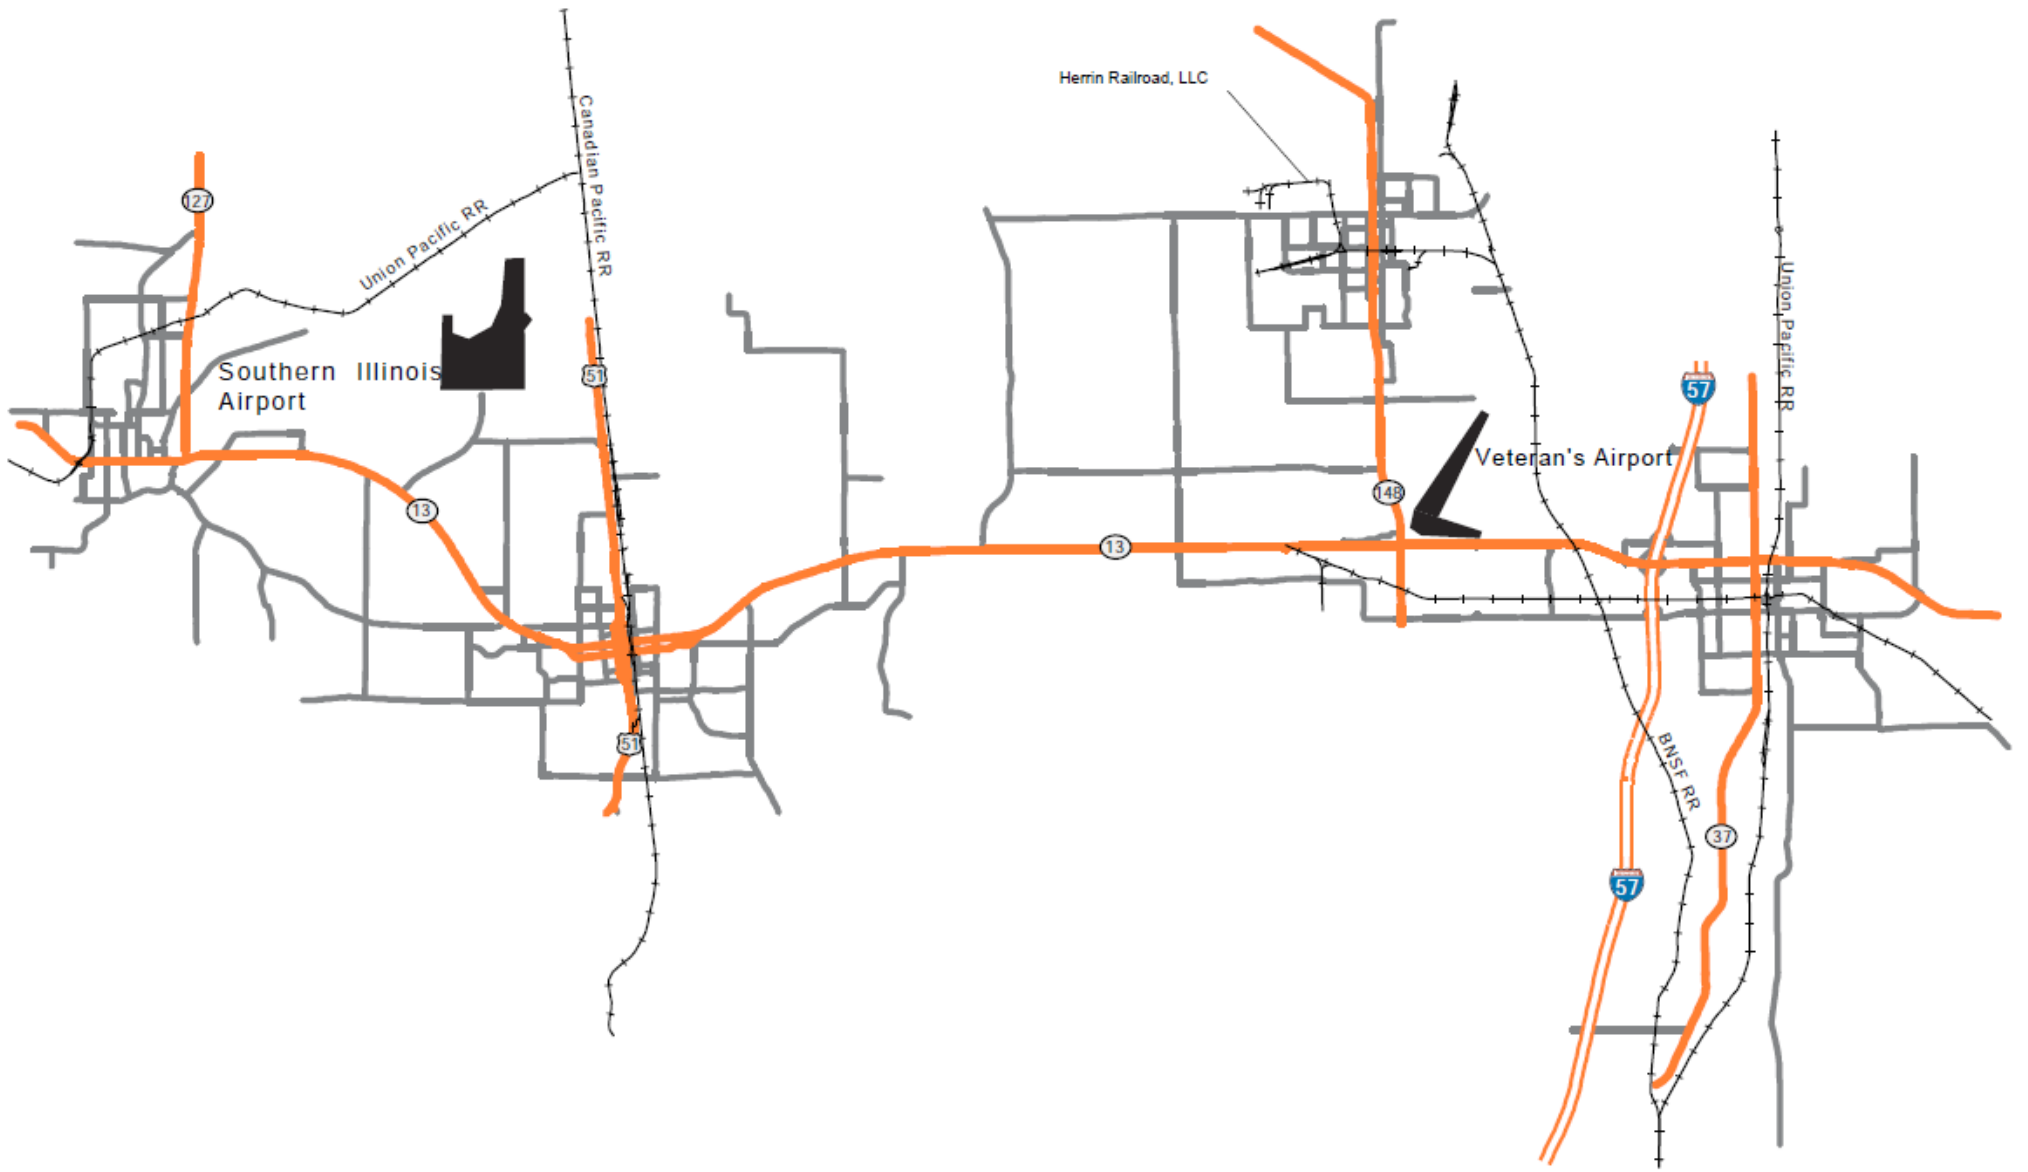 Herrin Railroad, LLC
Canadian Pacific RR
127
Union Pacific RR
Union Pacific RR
Southern Illinois
Airport
51
57
Veteran's Airport
148
13
13
51
BNSF RR
37
57